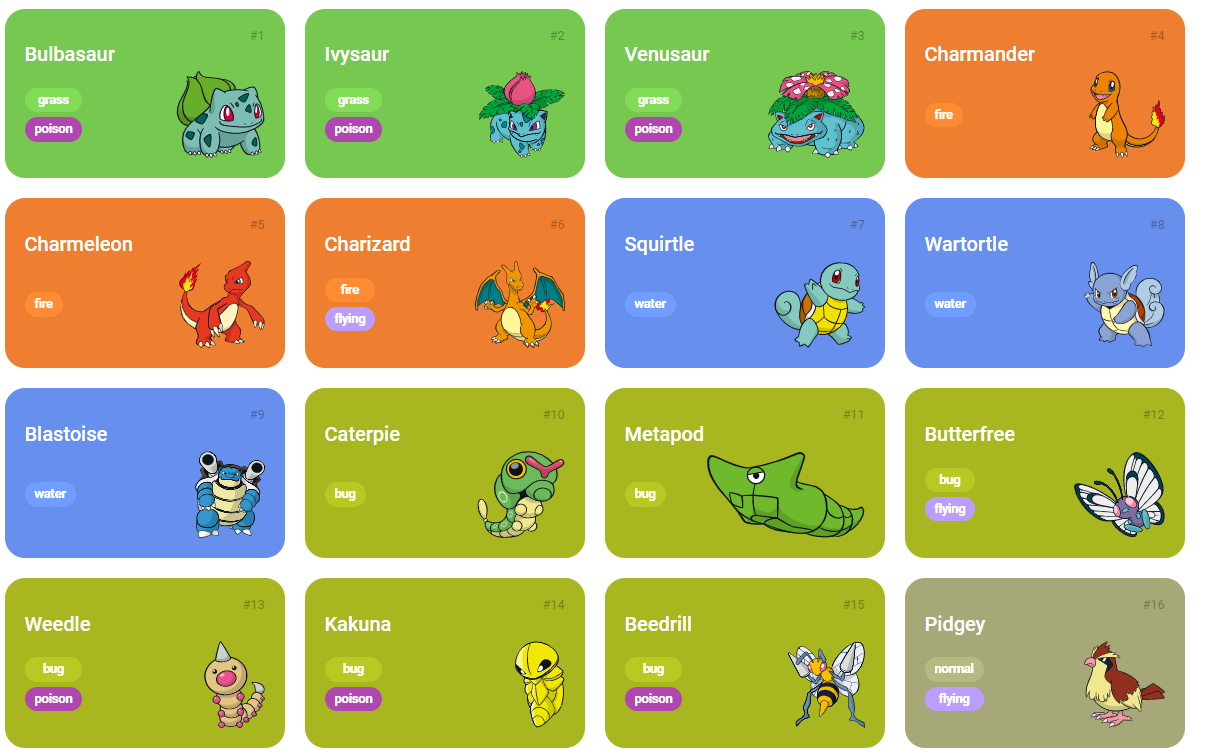 #1
Bulbasaur
grass
poison
#2
Ivysaur
grass
poison
#3
Venusaur
grass
poison
#4
Charmander
fire
#5
Charmeleon
fire
#6
Charizard
fire
flying
#7
Squirtle
water
#8
Wartortle
water
#9
Blastoise
water
#10
Caterpie
bug
#11
Metapod
bug
#12
Butterfree
bug
flying
#13
Weedle
bug
poison
#14
Kakuna
bug
poison
#15
Beedrill
bug
poison
#16
Pidgey
normal
flying